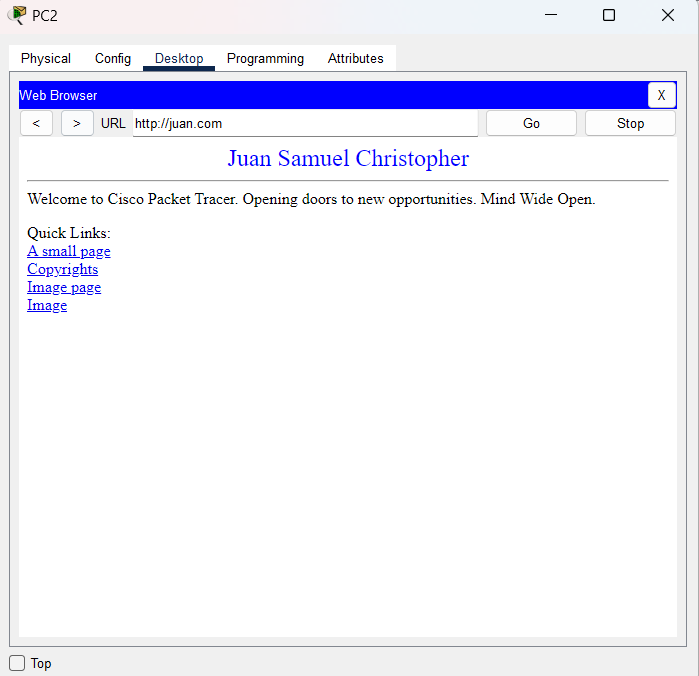 PC2
Physical Config Desktop Programming Attributes
Web Browser X
< > URL http://juan.com Go Stop
Juan Samuel Christopher
Welcome to Cisco Packet Tracer. Opening doors to new opportunities. Mind Wide Open.
Quick Links:
A small page
Copyrights
Image page
Image
Top